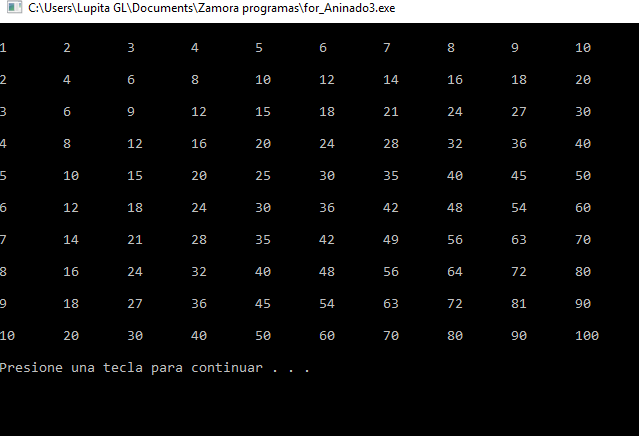 C:\Users\Lupita GL\Documents\Zamora programas\for_Aninado3.exe
1 2 3 4 5 6 7 8 9 10
2 4 6 8 10 12 14 16 18 20
3 6 9 12 15 18 21 24 27 30
4 8 12 16 20 24 28 32 36 40
5 10 15 20 25 30 35 40 45 50
6 12 18 24 30 36 42 48 54 60
7 14 21 28 35 42 49 56 63 70
8 16 24 32 40 48 56 64 72 80
9 18 27 36 45 54 63 72 81 90
10 20 30 40 50 60 70 80 90 100
Presione una tecla para continuar . . .